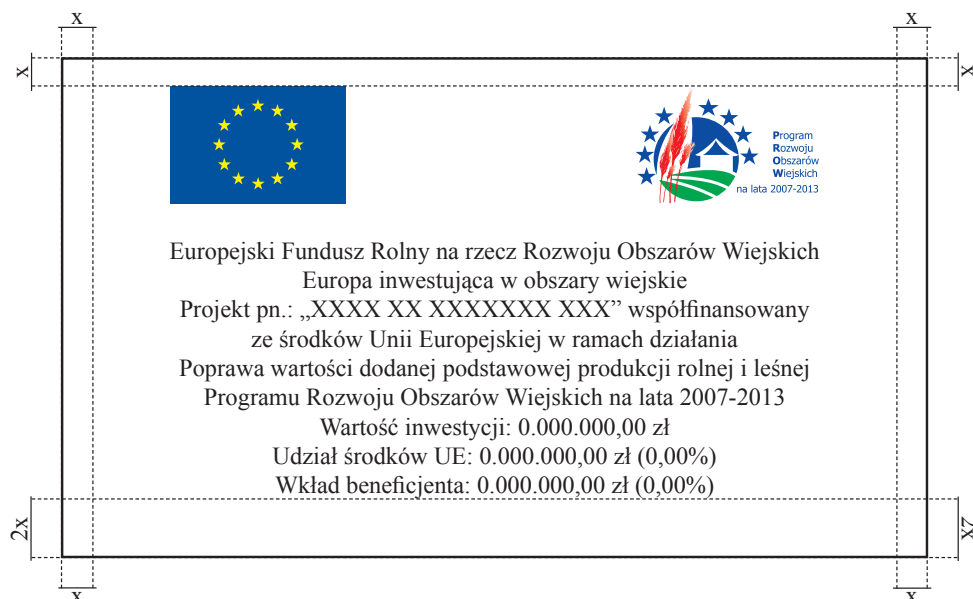 x x
x x
Program
Rozwoju
Obszarów
Wiejskich
na lata 2007-2013
Europejski Fundusz Rolny na rzecz Rozwoju Obszarów Wiejskich
Europa inwestująca w obszary wiejskie
Projekt pn.: „XXXX XX XXXXXXX XXX” współfinansowany
ze środków Unii Europejskiej w ramach działania
Poprawa wartości dodanej podstawowej produkcji rolnej i leśnej
Programu Rozwoju Obszarów Wiejskich na lata 2007-2013
Wartość inwestycji: 0.000.000,00 zł
Udział środków UE: 0.000.000,00 zł (0,00%)
Wkład beneficjenta: 0.000.000,00 zł (0,00%)
2x 2x
x x